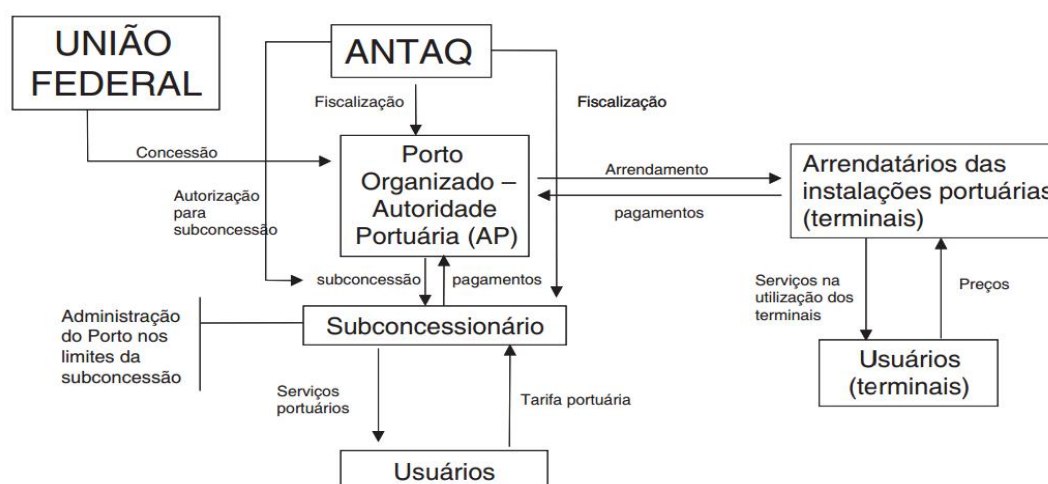 UNIÃO
FEDERAL
ANTAQ
Fiscalização
Fiscalização
Concessão
Porto
Organizado –
Autoridade
Portuária (AP)
Arrendamento
pagamentos
Arrendatários das
instalações portuárias
(terminais)
Autorização
para
subconcessão
subconcessão
pagamentos
Serviços na
utilização dos
terminais
Preços
Administração
do Porto nos
limites da
subconcessão
Subconcessionário
Usuários
(terminais)
Serviços
portuários
Tarifa portuária
Usuários